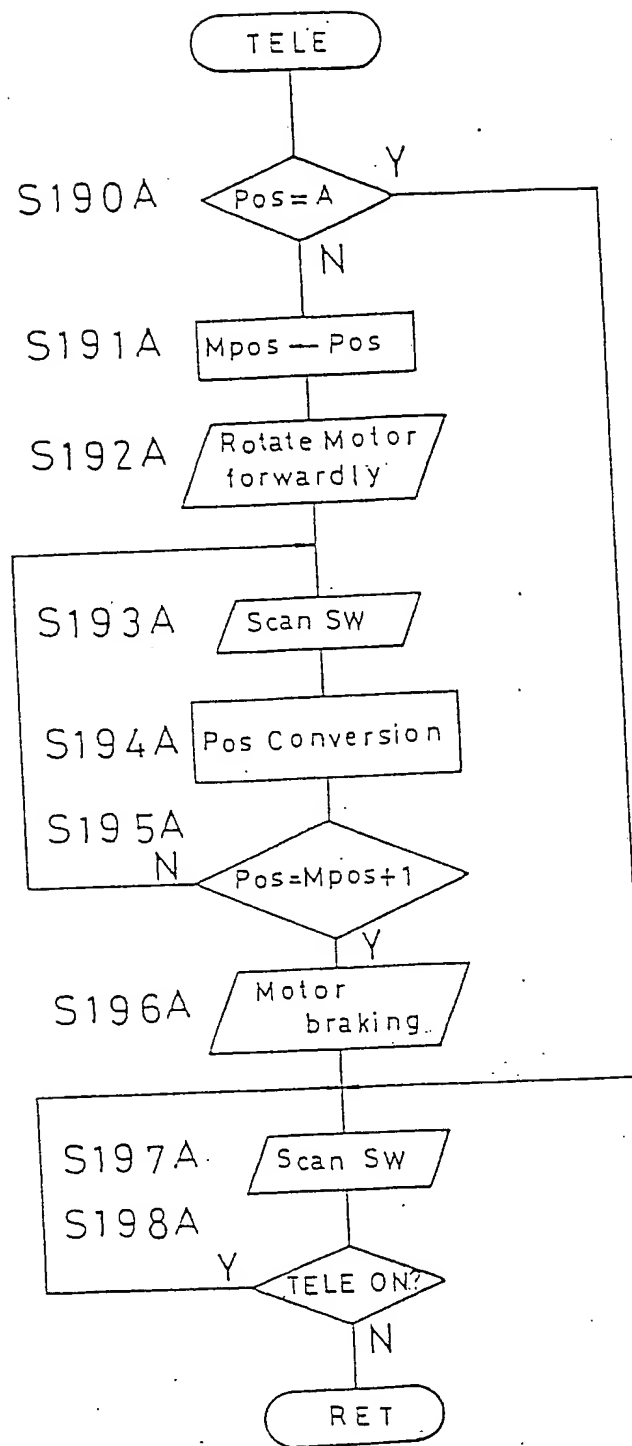 TELE
Y
S190A
Pos=A
N
S191A
Mpos — Pos
S192A
Rotate Motor
forwardly
S193A
Scan SW
S194A
Pos Conversion
S195A
N
Pos=Mpos+1
Y
S196A
Motor
braking
S197A
Scan SW
S198A
Y
TELE ON?
N
RET